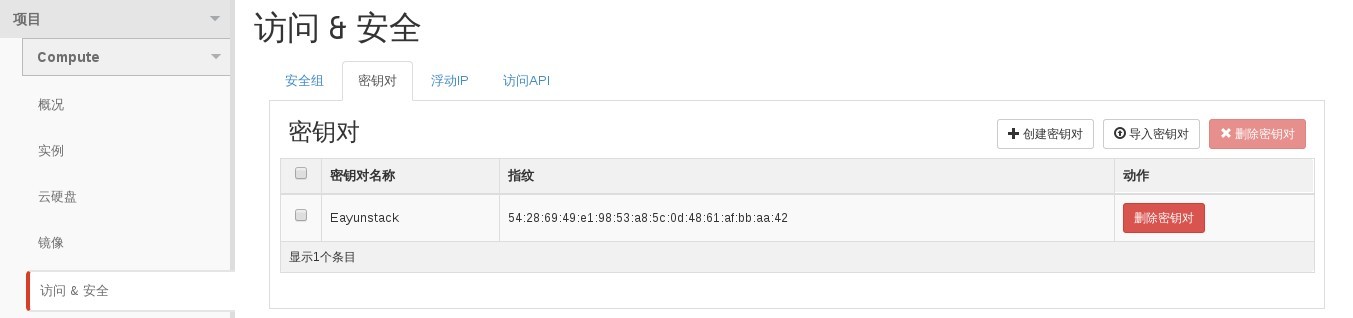 项目
Compute
概况
实例
云硬盘
镜像
访问 & 安全
访问 & 安全
安全组 密钥对 浮动IP 访问API
密钥对
创建密钥对 导入密钥对 删除密钥对
密钥对名称 指纹 动作
Eayunstack 54:28:69:49:e1:98:53:a8:5c:0d:48:61:af:bb:aa:42 删除密钥对
显示1个条目